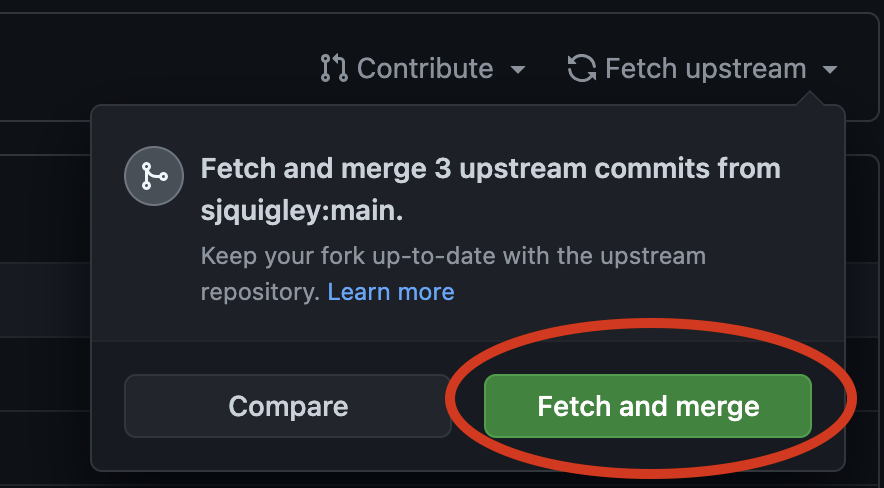 Contribute Fetch upstream
Fetch and merge 3 upstream commits from
sjquigley:main.
Keep your fork up-to-date with the upstream
repository. Learn more
Compare Fetch and merge